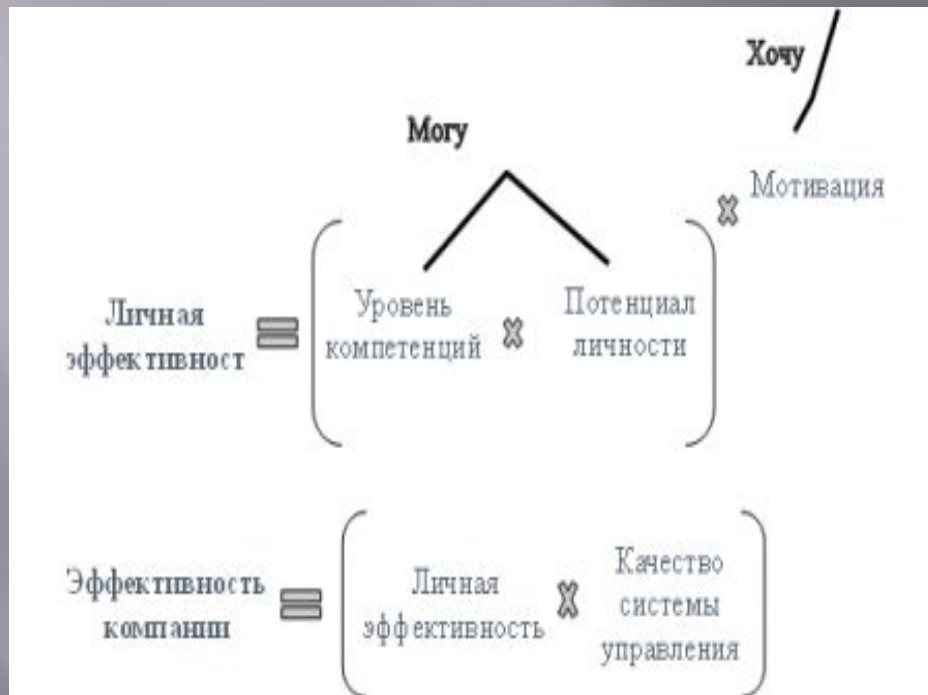 Хочу
Могу
Мотивация
Личная
эффективност
Уровень
компетенций
Потенциал
личности
Эффективность
компании
Личная
эффективность
Качество
системы
управления